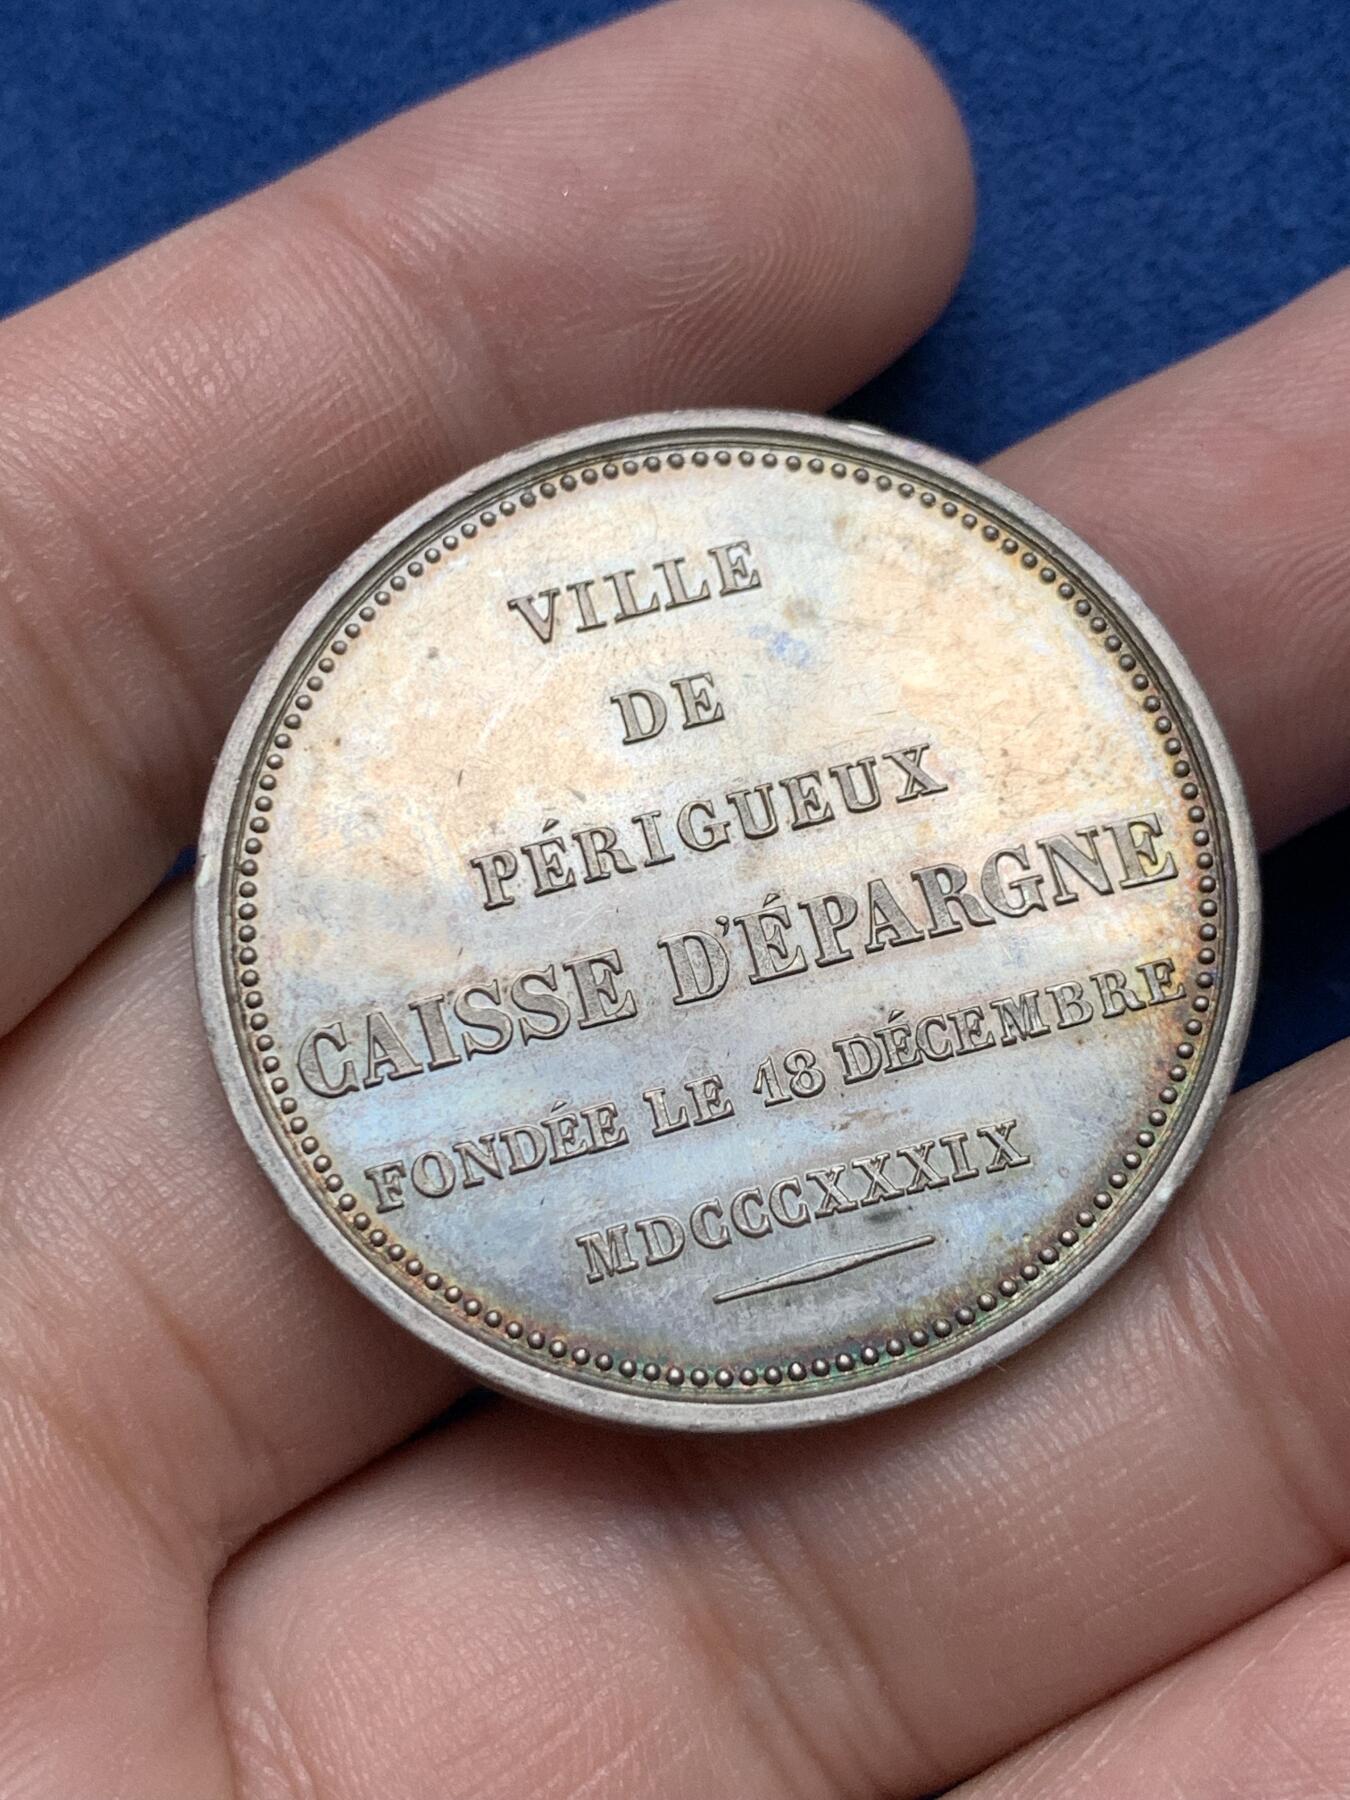 VILLE
DE
PÉRIGUEUX
CAISSE D'ÉPARGNE
FONDÉE LE 18 DÉCEMBRE
MDCCCXXXIX